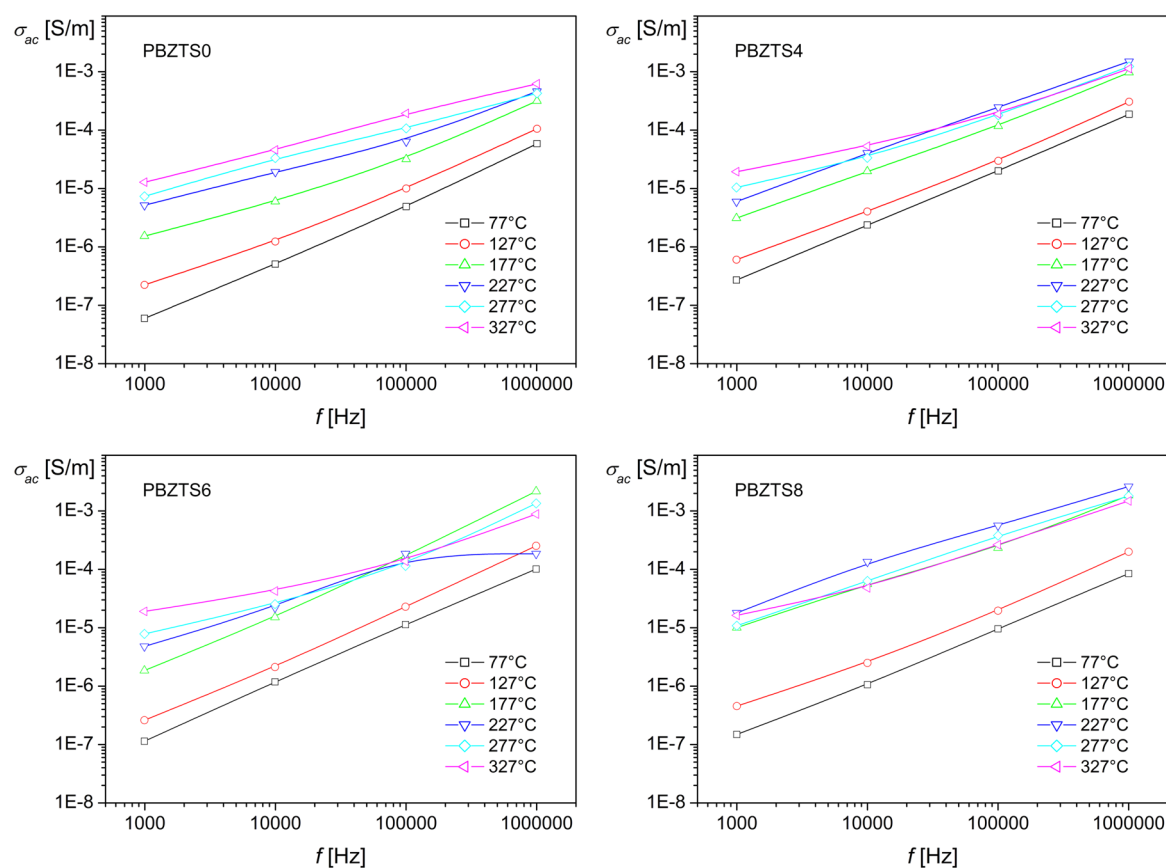 σac [S/m]
PBZTS0
1E-3
1E-4
1E-5
1E-6
1E-7
1E-8
77°C
127°C
177°C
227°C
277°C
327°C
1000 10000 100000 1000000
f [Hz]
σac [S/m]
PBZTS4
1E-3
1E-4
1E-5
1E-6
1E-7
1E-8
77°C
127°C
177°C
227°C
277°C
327°C
1000 10000 100000 1000000
f [Hz]
σac [S/m]
PBZTS6
1E-3
1E-4
1E-5
1E-6
1E-7
1E-8
77°C
127°C
177°C
227°C
277°C
327°C
1000 10000 100000 1000000
f [Hz]
σac [S/m]
PBZTS8
1E-3
1E-4
1E-5
1E-6
1E-7
1E-8
77°C
127°C
177°C
227°C
277°C
327°C
1000 10000 100000 1000000
f [Hz]